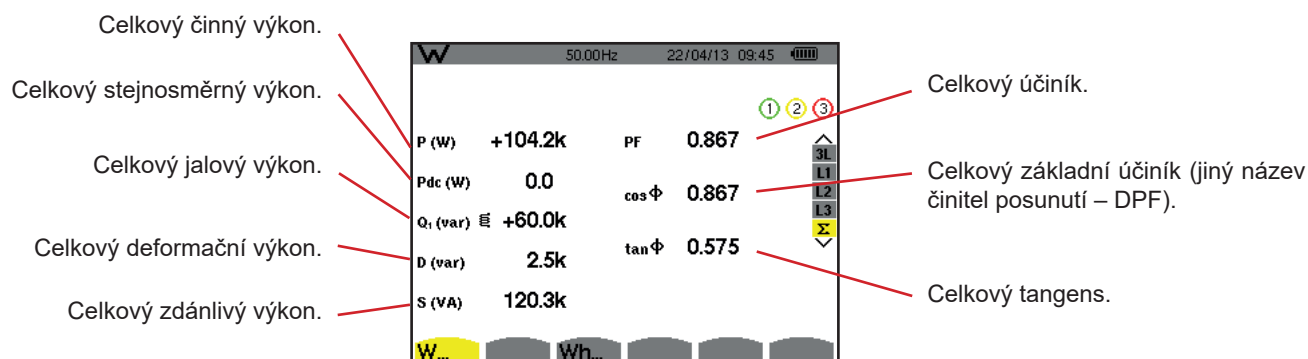 Celkový činný výkon.
Celkový stejnosměrný výkon.
Celkový jalový výkon.
Celkový deformační výkon.
Celkový zdánlivý výkon.
W 50.00Hz 22/04/13 09:45
1 2 3
P (W) +104.2k PF 0.867
Pdc (W) 0.0 cos Φ 0.867
Q₁ (var) +60.0k tan Φ 0.575
D (var) 2.5k
S (VA) 120.3k
3L
L1
L2
L3
Σ
W... Wh...
Celkový účiník.
Celkový základní účiník (jiný název
činitel posunutí – DPF).
Celkový tangens.